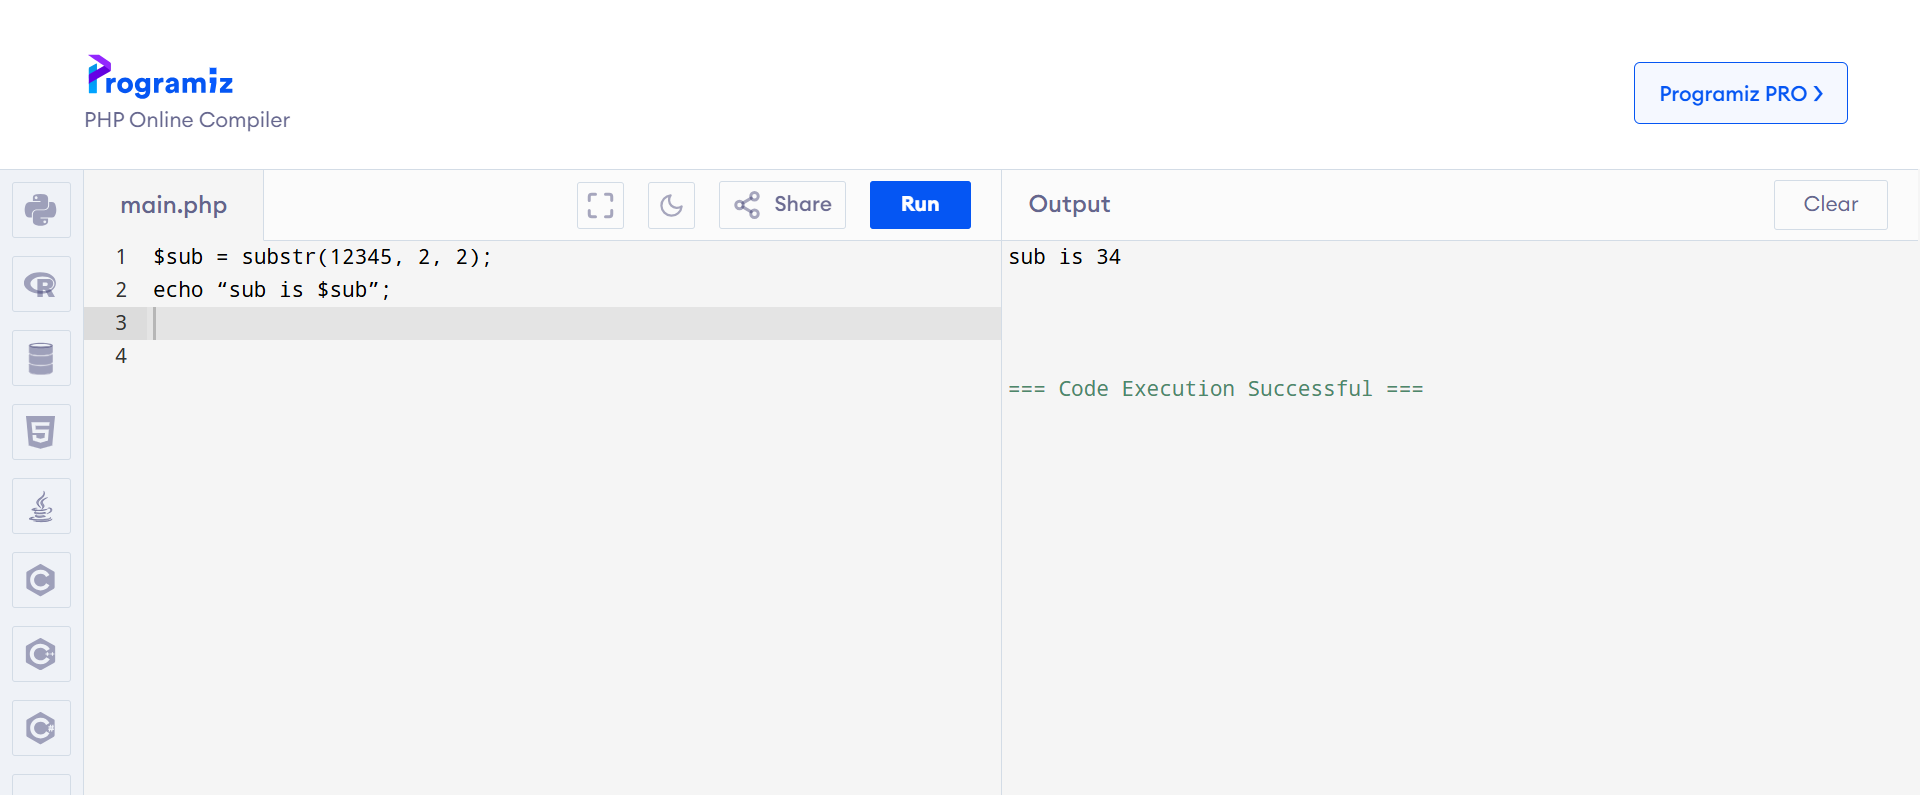 Programiz
PHP Online Compiler
Programiz PRO ❯
main.php
Share
Run
Output
Clear
1 $sub = substr(12345, 2, 2);
2 echo “sub is $sub”;
3
4
sub is 34
=== Code Execution Successful ===